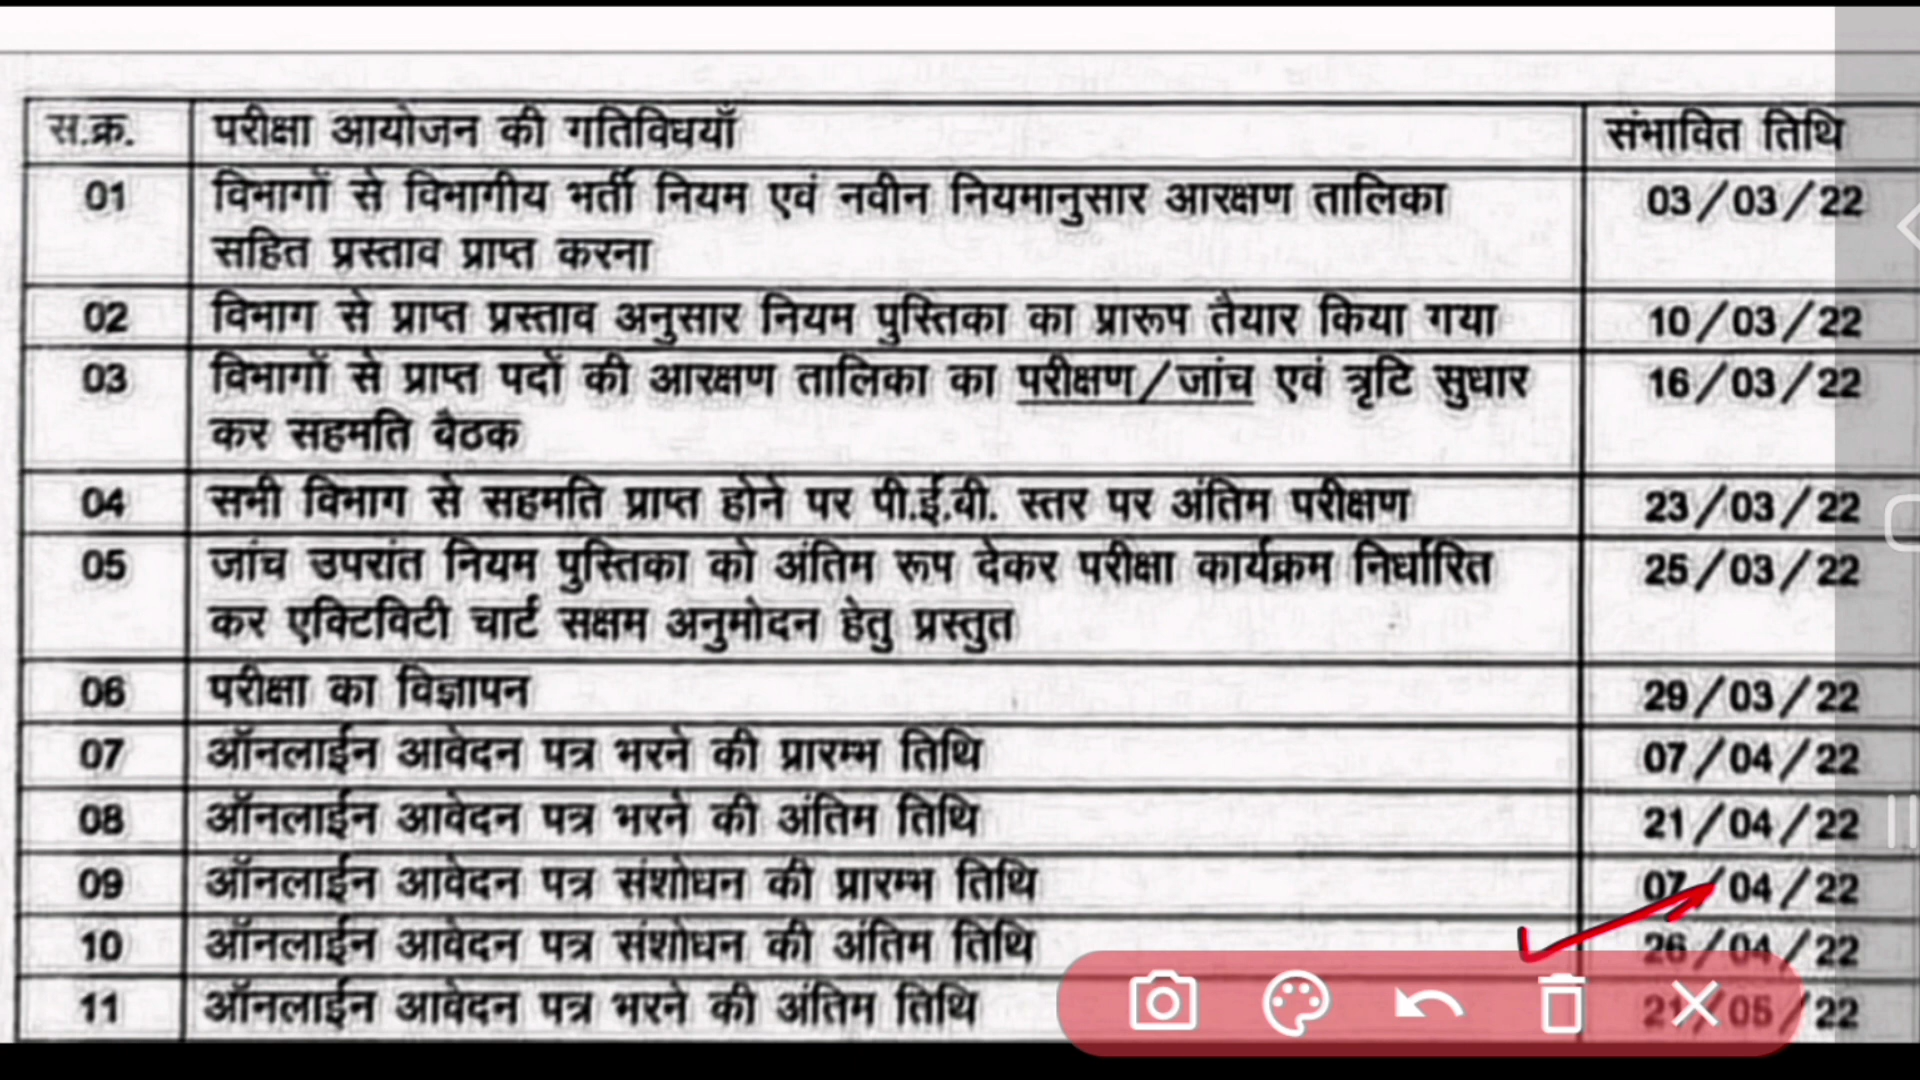 स.क्र. परीक्षा आयोजन की गतिविधयाँ संभावित तिथि
01 विभागों से विभागीय भर्ती नियम एवं नवीन नियमानुसार आरक्षण तालिका 03/03/22
सहित प्रस्ताव प्राप्त करना
02 विभाग से प्राप्त प्रस्ताव अनुसार नियम पुस्तिका का प्रारूप तैयार किया गया 10/03/22
03 विभागों से प्राप्त पदों की आरक्षण तालिका का परीक्षण/जांच एवं त्रृटि सुधार 16/03/22
कर सहमति बैठक
04 सभी विभाग से सहमति प्राप्त होने पर पी.ई.बी. स्तर पर अंतिम परीक्षण 23/03/22
05 जांच उपरांत नियम पुस्तिका को अंतिम रूप देकर परीक्षा कार्यक्रम निर्धारित 25/03/22
कर एक्टिविटी चार्ट सक्षम अनुमोदन हेतु प्रस्तुत
06 परीक्षा का विज्ञापन 29/03/22
07 ऑनलाईन आवेदन पत्र भरने की प्रारम्भ तिथि 07/04/22
08 ऑनलाईन आवेदन पत्र भरने की अंतिम तिथि 21/04/22
09 ऑनलाईन आवेदन पत्र संशोधन की प्रारम्भ तिथि 07/04/22
10 ऑनलाईन आवेदन पत्र संशोधन की अंतिम तिथि 26/04/22
11 ऑनलाईन आवेदन पत्र भरने की अंतिम तिथि 21/05/22